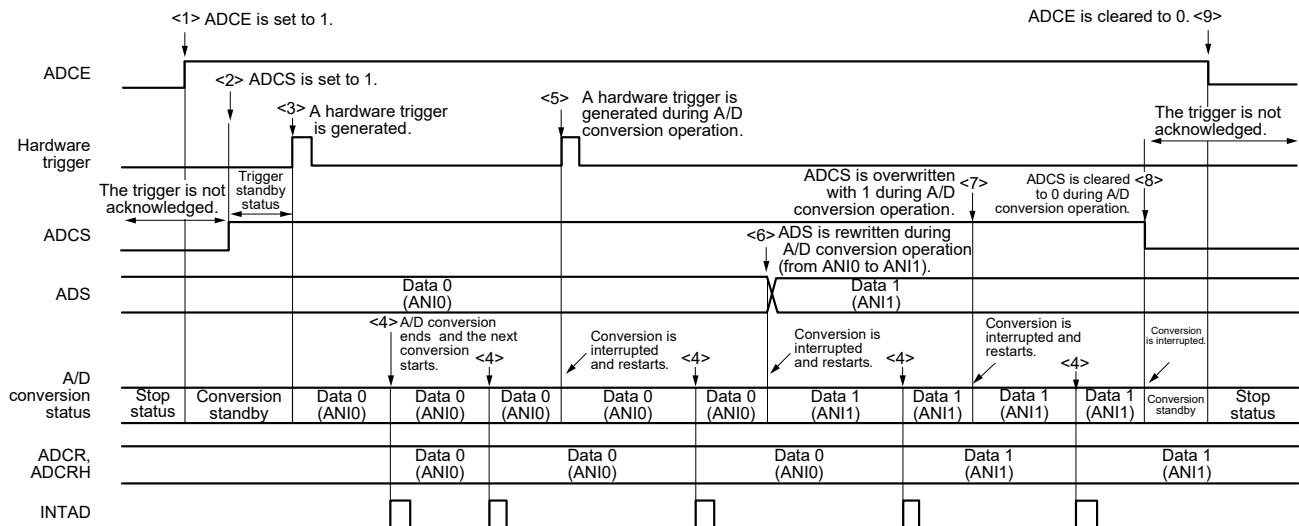 <1> ADCE is set to 1.
ADCE is cleared to 0. <9>
ADCE
<2> ADCS is set to 1.
<3> A hardware trigger
is generated.
<5> A hardware trigger is
generated during A/D
conversion operation.
The trigger is not
acknowledged.
Hardware
trigger
The trigger is not
acknowledged.
Trigger
standby
status
ADCS is overwritten
with 1 during A/D
conversion operation.
<7>
ADCS is cleared
to 0 during A/D
conversion operation.
<8>
ADCS
<6> ADS is rewritten during
A/D conversion operation
(from ANI0 to ANI1).
ADS
Data 0
(ANI0)
Data 1
(ANI1)
<4> A/D conversion
ends and the next
conversion
starts.
<4>
Conversion is
interrupted
and restarts.
<4>
Conversion is
interrupted
and restarts.
<4>
Conversion is
interrupted and
restarts.
<4>
Conversion
is interrupted.
A/D
conversion
status
Stop
status
Conversion
standby
Data 0
(ANI0)
Data 0
(ANI0)
Data 0
(ANI0)
Data 0
(ANI0)
Data 0
(ANI0)
Data 1
(ANI1)
Data 1
(ANI1)
Data 1
(ANI1)
Data 1
(ANI1)
Conversion
standby
Stop
status
ADCR,
ADCRH
Data 0
(ANI0)
Data 0
(ANI0)
Data 0
(ANI0)
Data 1
(ANI1)
Data 1
(ANI1)
INTAD